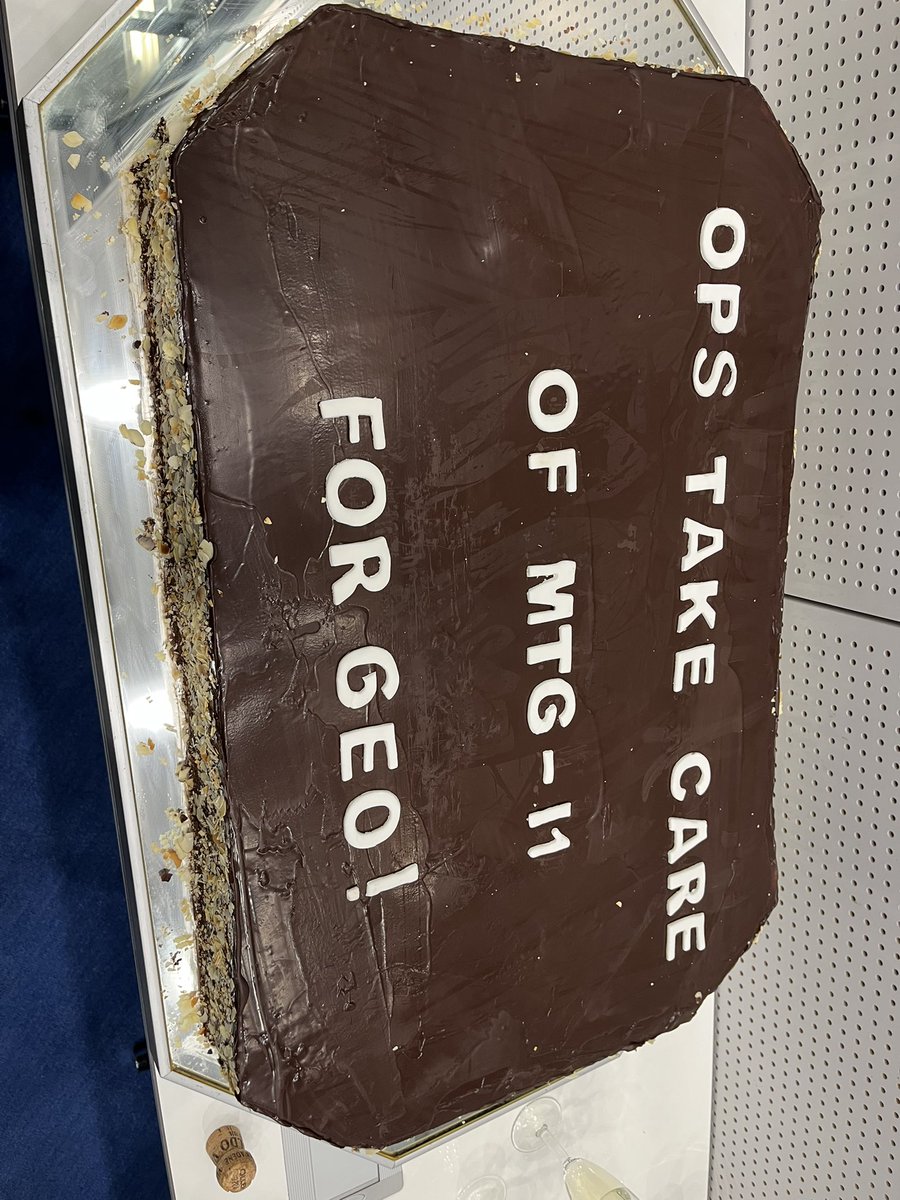 OPS TAKE CARE
OF MTG-I1
FOR GEO!